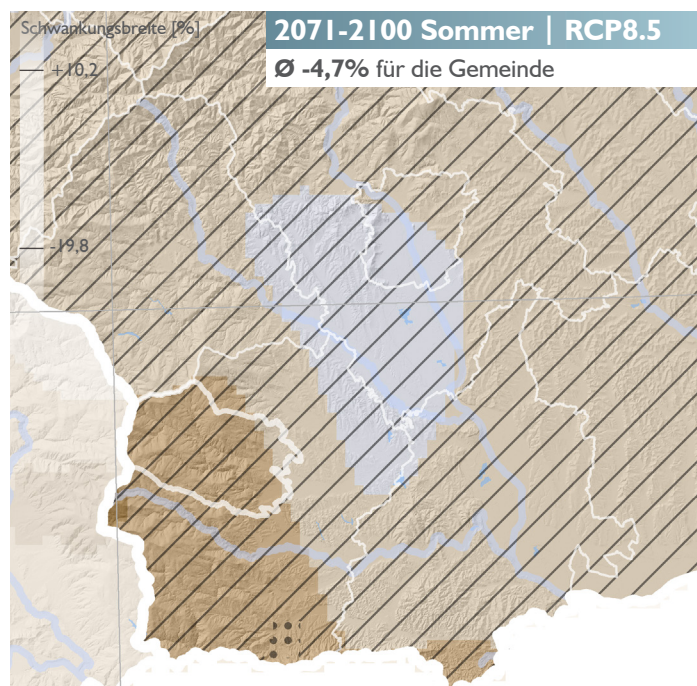 Schwankungsbreite [%]
2071-2100 Sommer | RCP8.5
Ø -4,7% für die Gemeinde
+10,2
-19,8